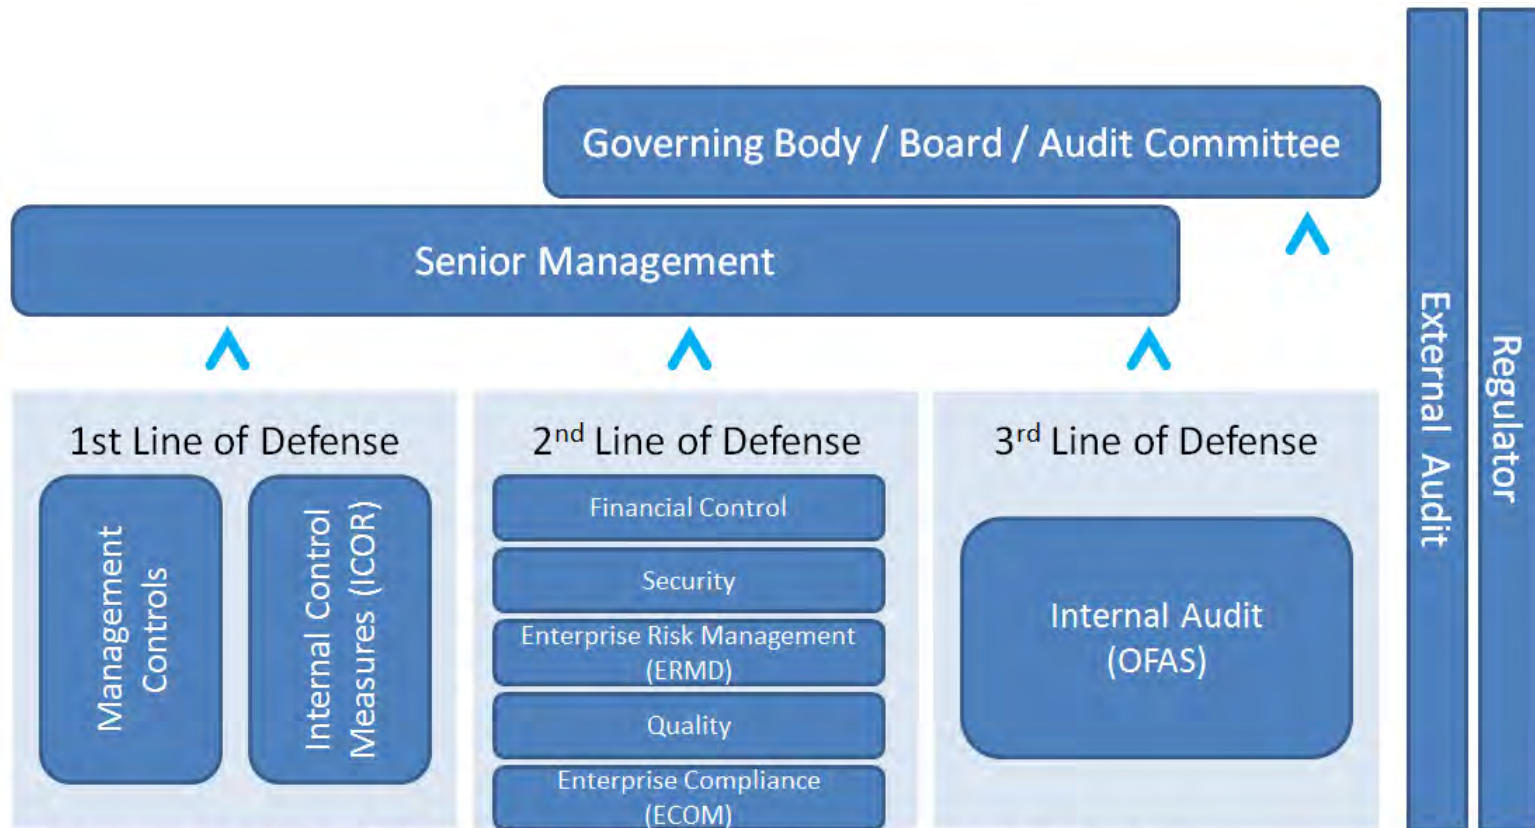 Governing Body / Board / Audit Committee
Senior Management
1st Line of Defense
Management
Controls
Internal Control
Measures (ICOR)
2nd Line of Defense
Financial Control
Security
Enterprise Risk Management
(ERMD)
Quality
Enterprise Compliance
(ECOM)
3rd Line of Defense
Internal Audit
(OFAS)
External Audit
Regulator